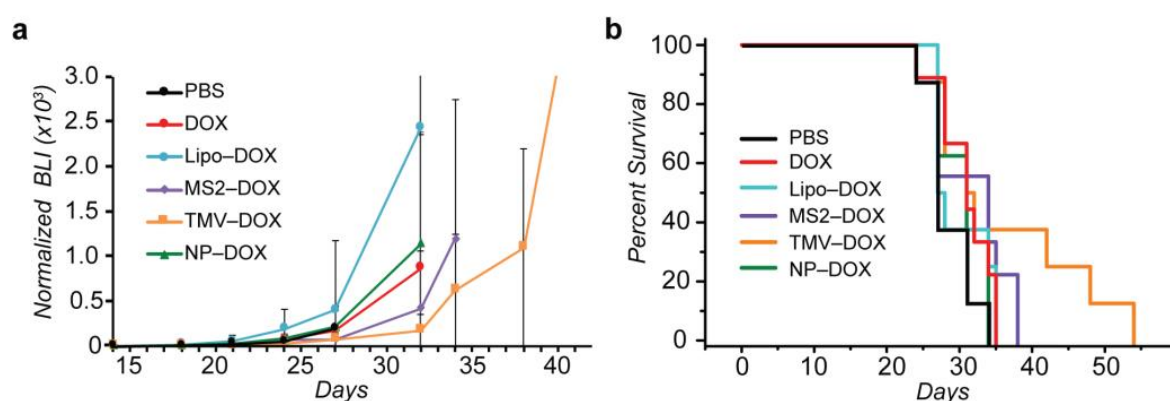 a
Normalized BLI (x10³)
3.0
2.5
2.0
1.5
1.0
0.5
0
PBS
DOX
Lipo–DOX
MS2–DOX
TMV–DOX
NP–DOX
15 20 25 30 35 40
Days
b
Percent Survival
100
80
60
40
20
0
PBS
DOX
Lipo–DOX
MS2–DOX
TMV–DOX
NP–DOX
0 10 20 30 40 50
Days